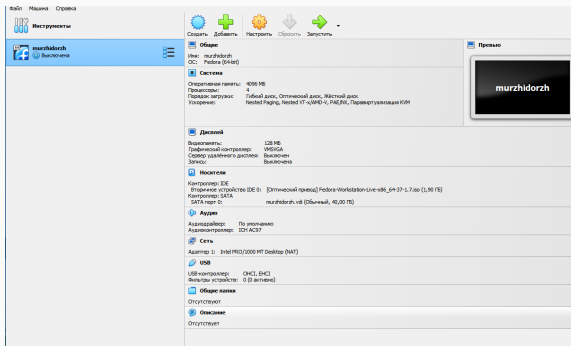 Файл Машина Справка
Инструменты
murzhidorzh
Выключена
Создать Добавить Настроить Сбросить Запустить
Общие
Имя: murzhidorzh
ОС: Fedora (64-bit)
Превью
murzhidorzh
Система
Оперативная память: 4096 МБ
Процессоры: 4
Порядок загрузки: Гибкий диск, Оптический диск, Жёсткий диск
Ускорение: Nested Paging, Nested VT-x/AMD-V, PAE/NX, Паравиртуализация KVM
Дисплей
Видеопамять: 128 МБ
Графический контроллер: VMSVGA
Сервер удалённого дисплея: Выключен
Запись: Выключена
Носители
Контроллер: IDE
Вторичное устройство IDE 0: [Оптический привод] Fedora-Workstation-Live-x86_64-37-1.7.iso (1,90 ГБ)
Контроллер: SATA
SATA порт 0: murzhidorzh.vdi (Обычный, 40,00 ГБ)
Аудио
Аудиодрайвер: По умолчанию
Аудиоконтроллер: ICH AC97
Сеть
Адаптер 1: Intel PRO/1000 MT Desktop (NAT)
USB
USB-контроллер: OHCI, EHCI
Фильтры устройств: 0 (0 активно)
Общие папки
Отсутствуют
Описание
Отсутствует